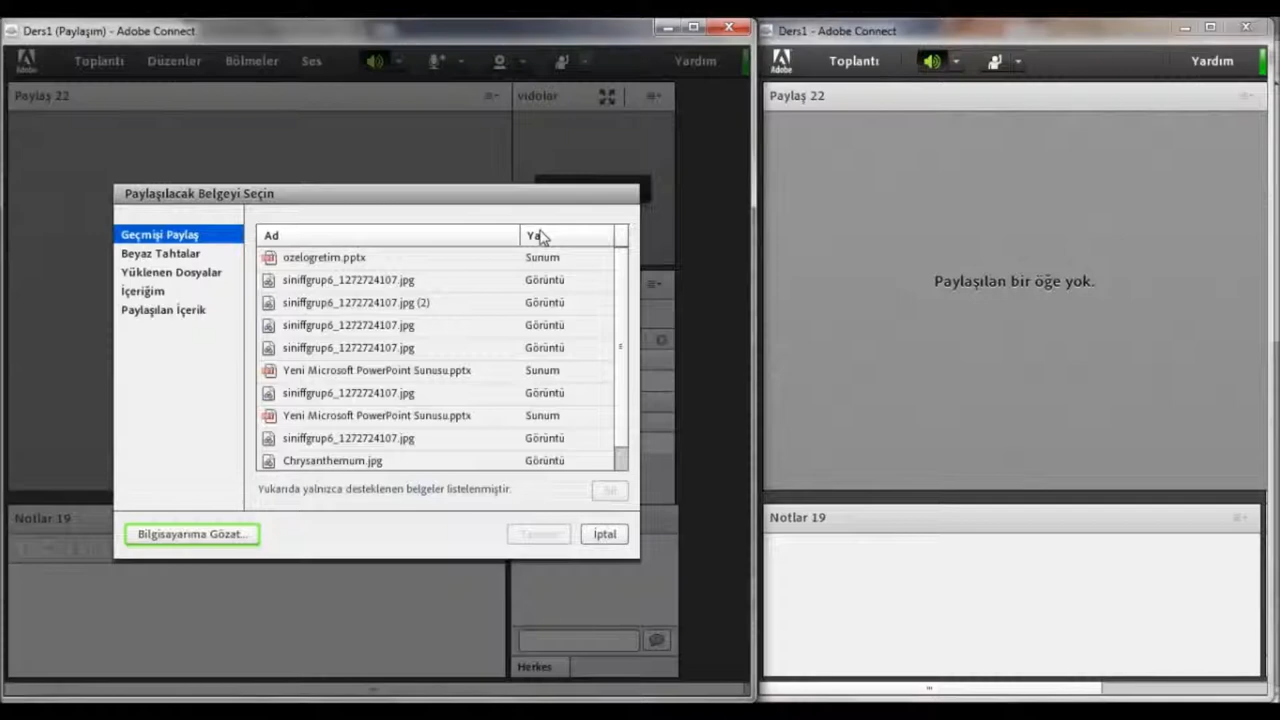 Ders1 (Paylaşım) - Adobe Connect
Adobe
Toplantı Düzenler Bölmeler Ses Yardım
Paylaş 22
vidolar
Paylaşılacak Belgeyi Seçin
Geçmişi Paylaş
Beyaz Tahtalar
Yüklenen Dosyalar
İçeriğim
Paylaşılan İçerik
Ad
ozelogretim.pptx Sunum
siniffgrup6_1272724107.jpg Görüntü
siniffgrup6_1272724107.jpg (2) Görüntü
siniffgrup6_1272724107.jpg Görüntü
siniffgrup6_1272724107.jpg Görüntü
Yeni Microsoft PowerPoint Sunusu.pptx Sunum
siniffgrup6_1272724107.jpg Görüntü
Yeni Microsoft PowerPoint Sunusu.pptx Sunum
siniffgrup6_1272724107.jpg Görüntü
Chrysanthemum.jpg Görüntü
Yukarıda yalnızca desteklenen belgeler listelenmiştir.
Bilgisayarıma Gözat...
İptal
Notlar 19
Herkes
Ders1 - Adobe Connect
Adobe
Toplantı Yardım
Paylaş 22
Paylaşılan bir öğe yok.
Notlar 19